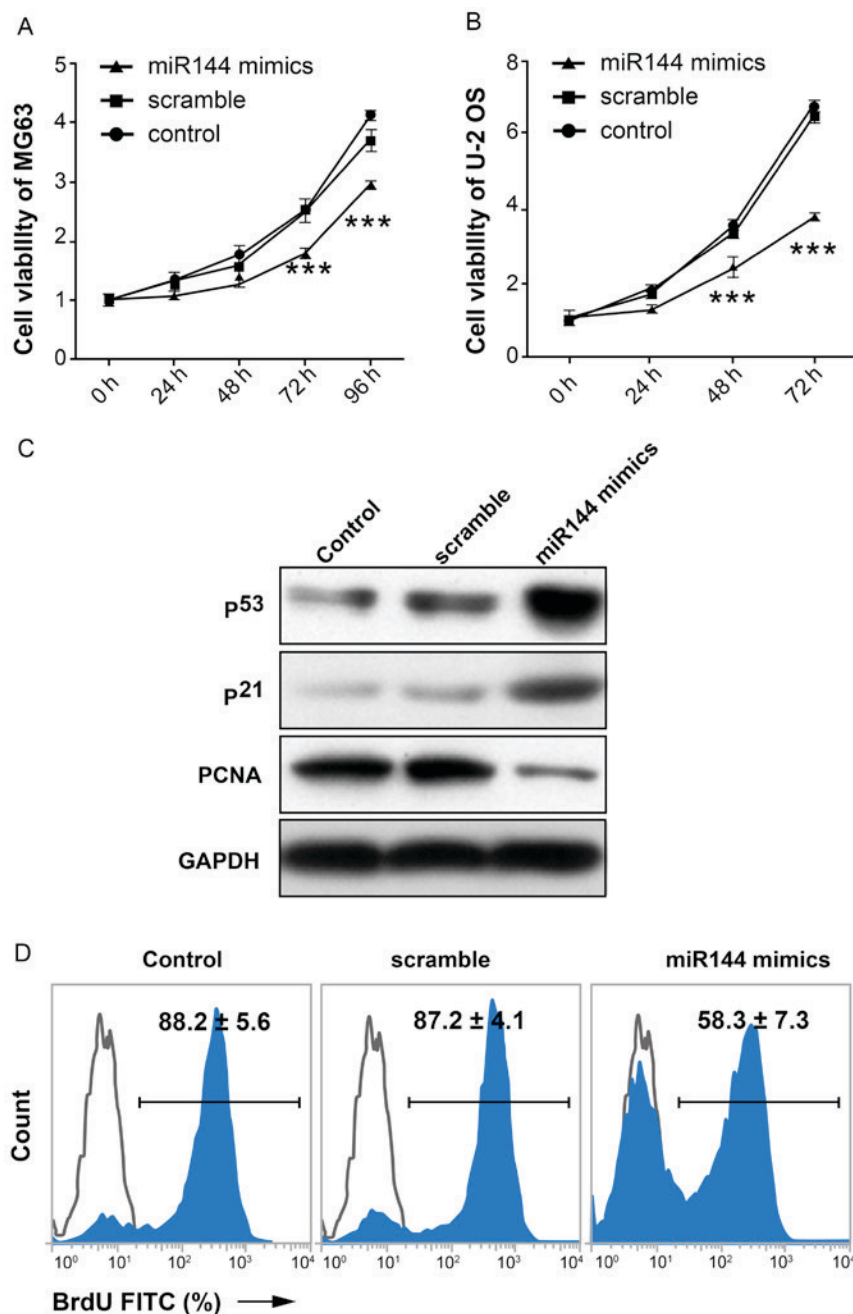 A
miR144 mimics
scramble
control
Cell viability of MG63
5
4
3
2
1
0
***
***
0 h
24 h
48 h
72 h
96 h
B
miR144 mimics
scramble
control
Cell viability of U-2 OS
8
6
4
2
0
***
***
0 h
24 h
48 h
72 h
C
Control
scramble
miR144 mimics
P53
P21
PCNA
GAPDH
D
Control
scramble
miR144 mimics
88.2 ± 5.6
87.2 ± 4.1
58.3 ± 7.3
Count
10⁰ 10¹ 10² 10³ 10⁴
10⁰ 10¹ 10² 10³ 10⁴
10⁰ 10¹ 10² 10³ 10⁴
BrdU FITC (%)